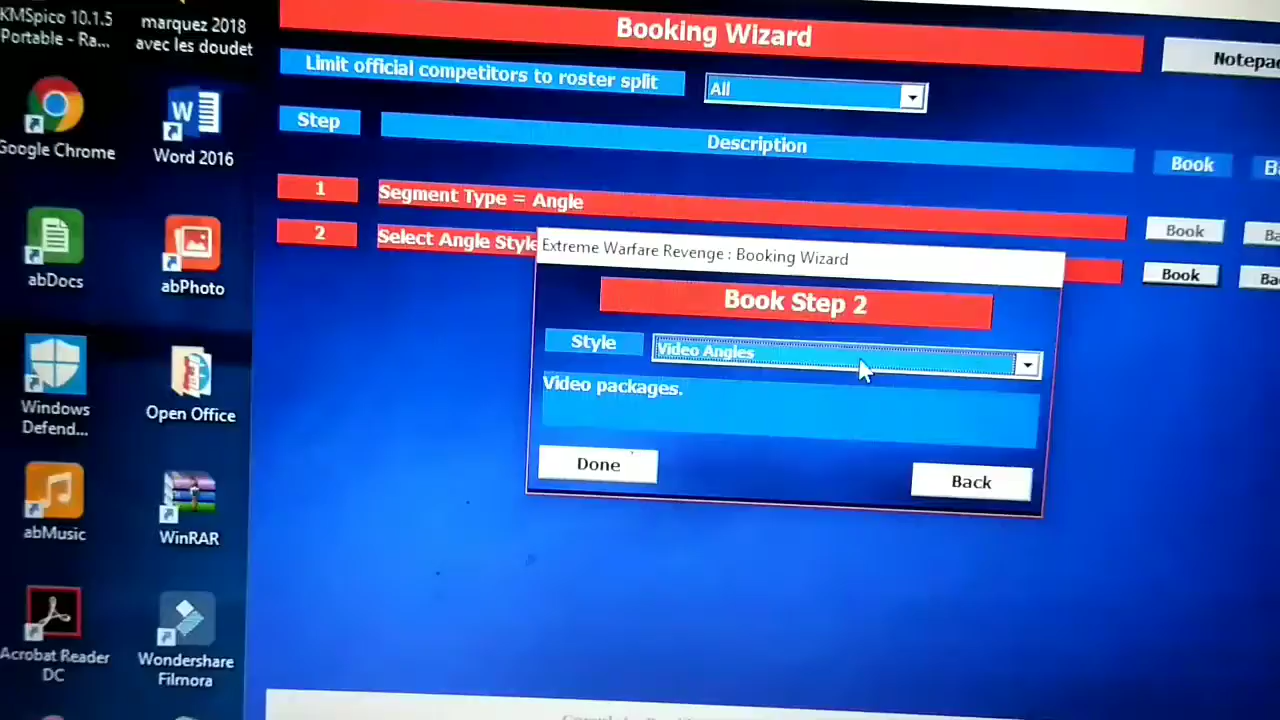 KMSpico 10.1.5
Portable - Ra...
marquez 2018
avec les doudet
Google Chrome
Word 2016
abDocs
abPhoto
Windows
Defend...
Open Office
abMusic
WinRAR
Acrobat Reader
DC
Wondershare
Filmora
Booking Wizard
Notepad
Limit official competitors to roster split
All
Step
Description
Book
1
Segment Type = Angle
Book
Ba
2
Select Angle Style
Book
Ba
Extreme Warfare Revenge : Booking Wizard
Book Step 2
Style
Video Angles
Video packages.
Done
Back